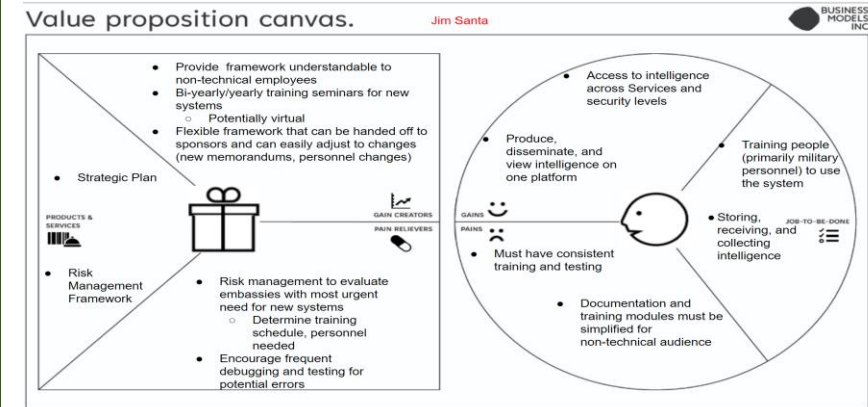 Value proposition canvas.
Jim Santa
BUSINESS
MODELS
INC
● Provide framework understandable to
non-technical employees
● Bi-yearly/yearly training seminars for new
systems
○ Potentially virtual
● Flexible framework that can be handed off to
sponsors and can easily adjust to changes
(new memorandums, personnel changes)
● Strategic Plan
PRODUCTS &
SERVICES
● Risk
Management
Framework
GAIN CREATORS
PAIN RELIEVERS
● Risk management to evaluate
embassies with most urgent
need for new systems
○ Determine training
schedule, personnel
needed
● Encourage frequent
debugging and testing for
potential errors
● Access to intelligence
across Services and
security levels
● Produce,
disseminate, and
view intelligence on
one platform
GAINS
PAINS
● Must have consistent
training and testing
● Documentation and
training modules must be
simplified for
non-technical audience
● Training people
(primarily military
personnel) to use
the system
● Storing,
receiving, and
collecting
intelligence
JOB-TO-BE-DONE